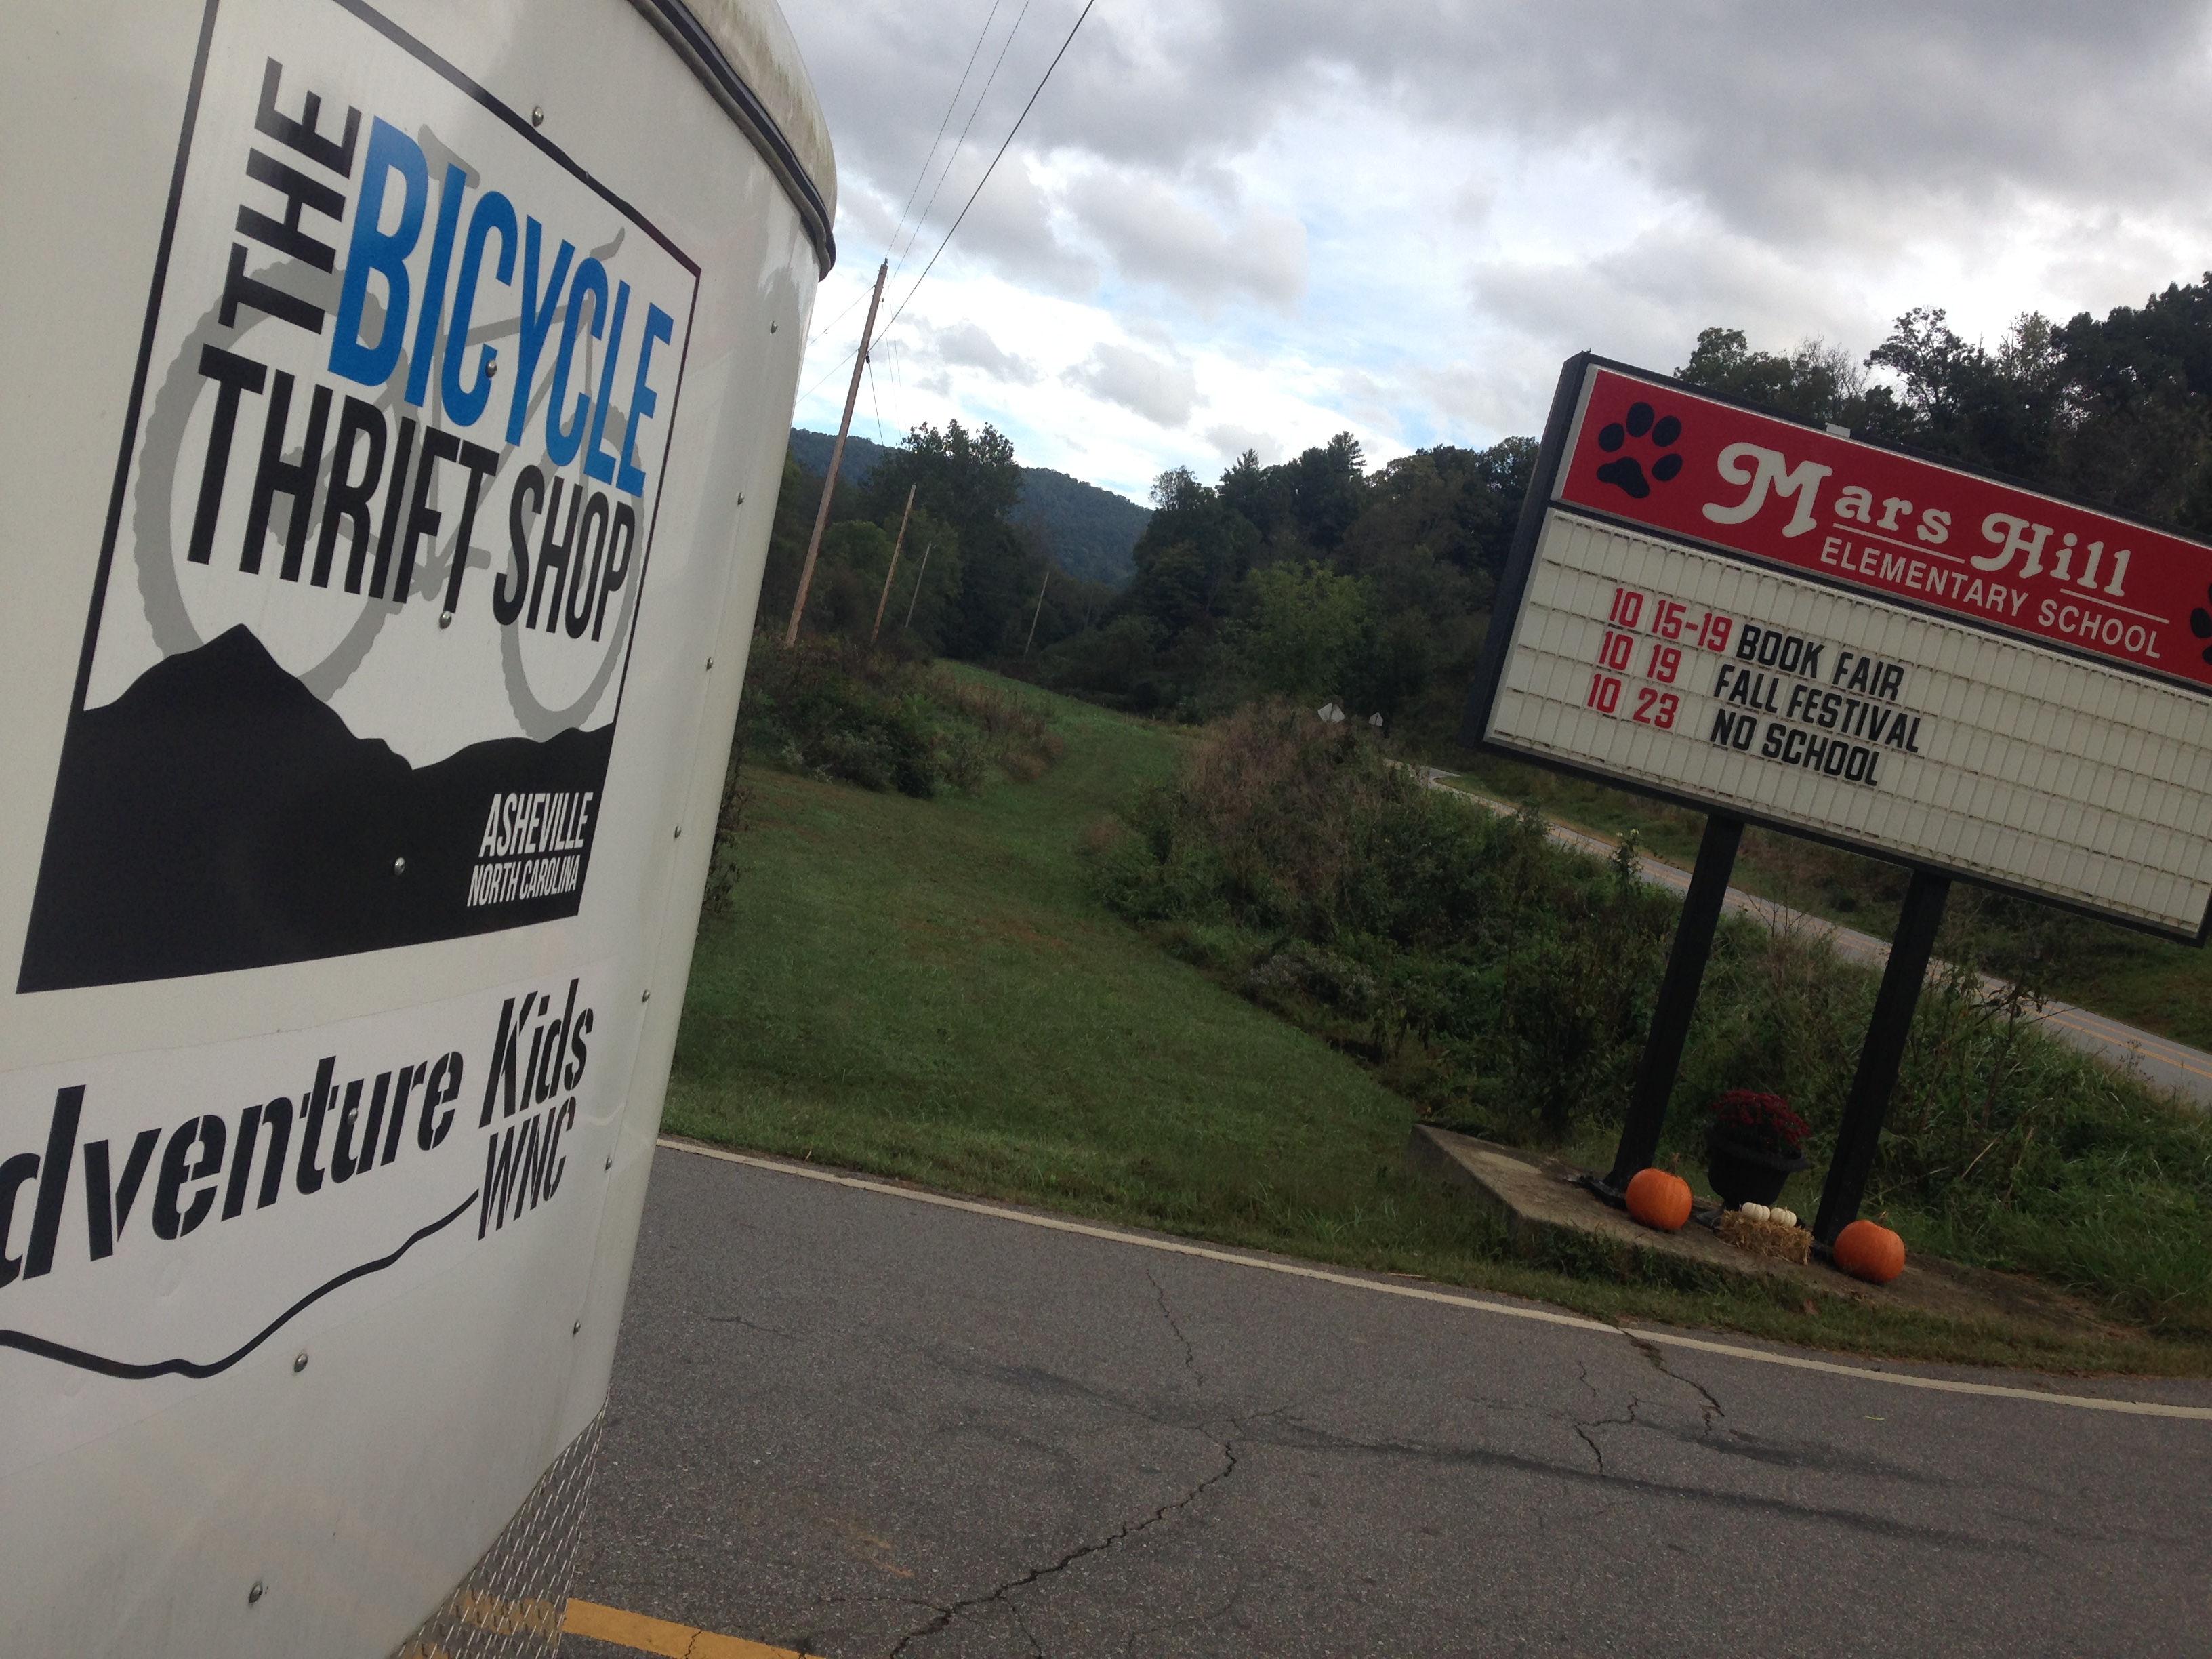 THE
BICYCLE
THRIFT SHOP
ASHEVILLE
NORTH CAROLINA
dventure Kids
WNC
Mars Hill
ELEMENTARY SCHOOL
10 15-19 BOOK FAIR
10 19 FALL FESTIVAL
10 23 NO SCHOOL